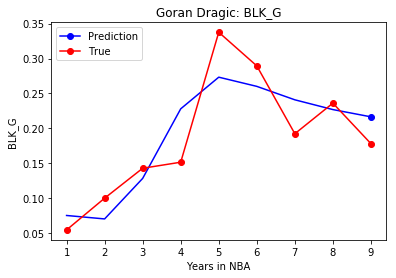 Goran Dragic: BLK_G
Prediction
True
BLK_G
0.35
0.30
0.25
0.20
0.15
0.10
0.05
1 2 3 4 5 6 7 8 9
Years in NBA